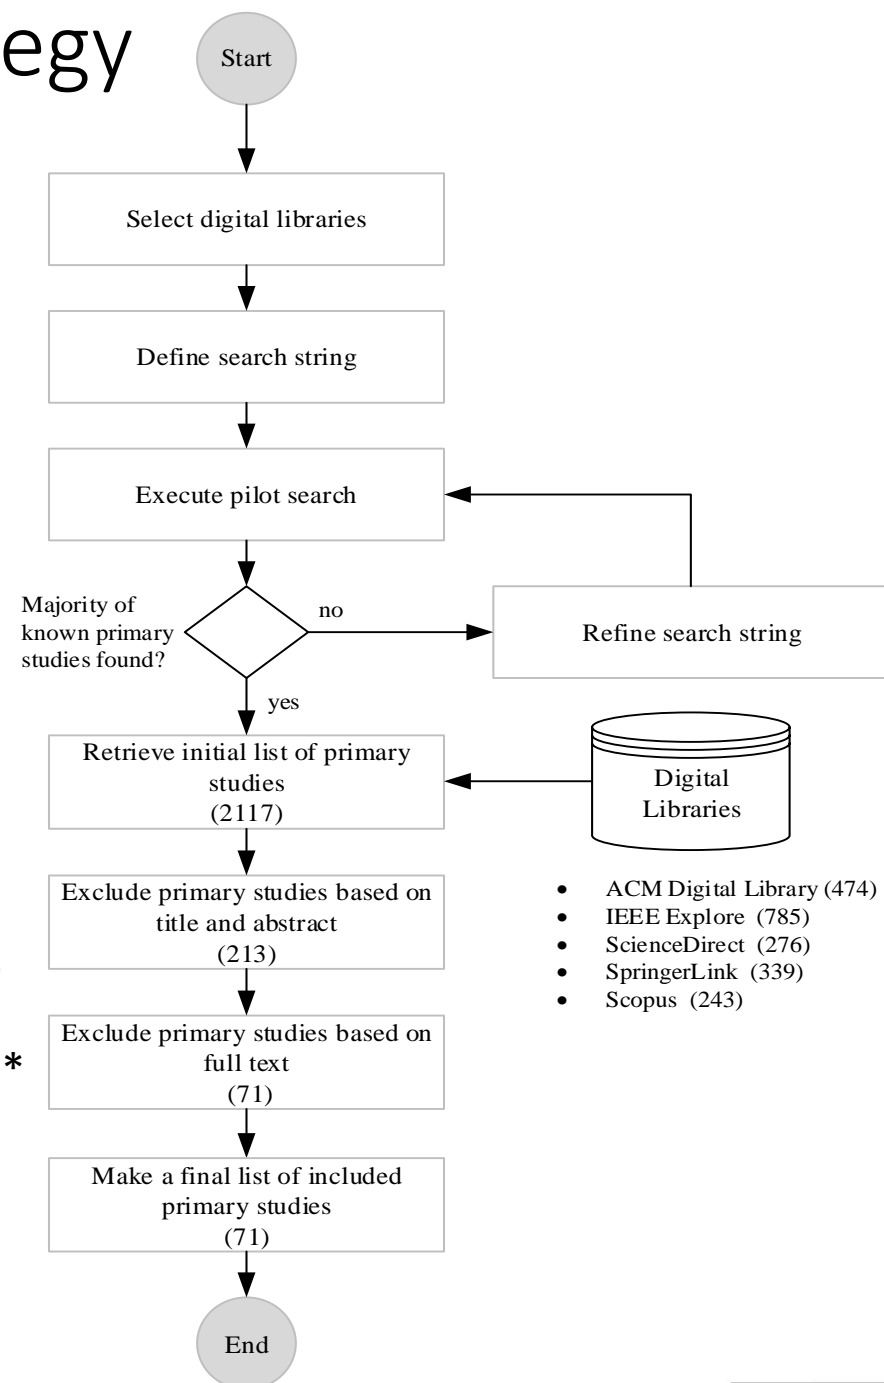 egy
Start
Select digital libraries
Define search string
Execute pilot search
Majority of
known primary
studies found?
no
Refine search string
yes
Retrieve initial list of primary
studies
(2117)
Digital
Libraries
Exclude primary studies based on
title and abstract
(213)
• ACM Digital Library (474)
• IEEE Explore (785)
• ScienceDirect (276)
• SpringerLink (339)
• Scopus (243)
*
Exclude primary studies based on
full text
(71)
Make a final list of included
primary studies
(71)
End